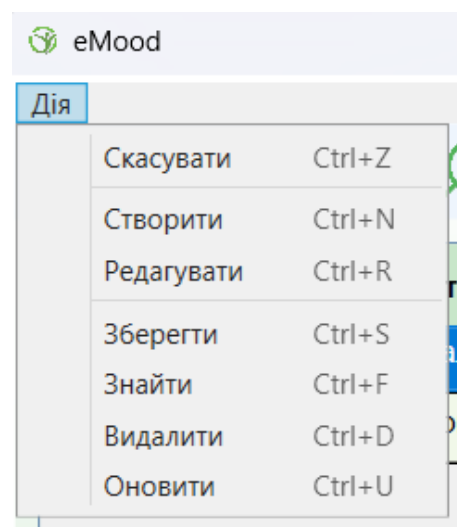 eMood
Дія
Скасувати Ctrl+Z
Створити Ctrl+N
Редагувати Ctrl+R
Зберегти Ctrl+S
Знайти Ctrl+F
Видалити Ctrl+D
Оновити Ctrl+U